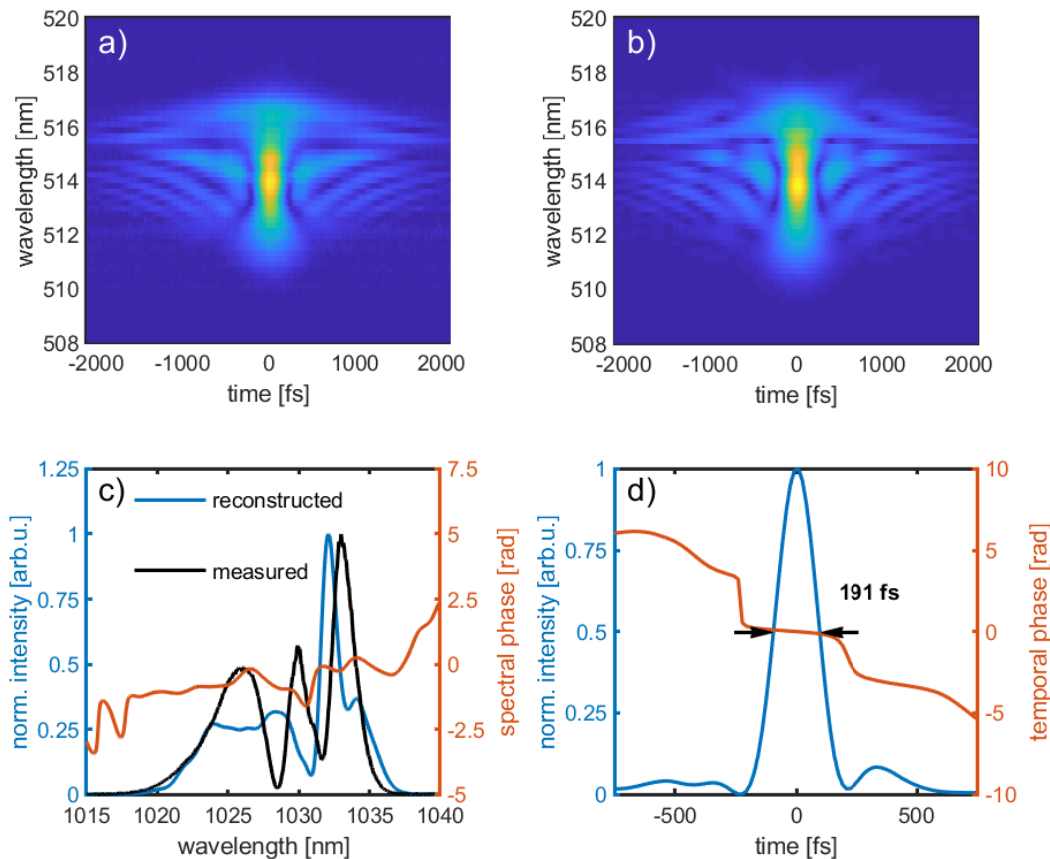 a)
520
518
516
514
512
510
508
wavelength [nm]
-2000 -1000 0 1000 2000
time [fs]
b)
520
518
516
514
512
510
508
wavelength [nm]
-2000 -1000 0 1000 2000
time [fs]
c)
reconstructed
measured
1.25
1
0.75
0.5
0.25
0
norm. intensity [arb.u.]
7.5
5
2.5
0
-2.5
-5
spectral phase [rad]
1015 1020 1025 1030 1035 1040
wavelength [nm]
d)
191 fs
1
0.75
0.5
0.25
0
norm. intensity [arb.u.]
10
5
0
-5
-10
temporal phase [rad]
-500 0 500
time [fs]